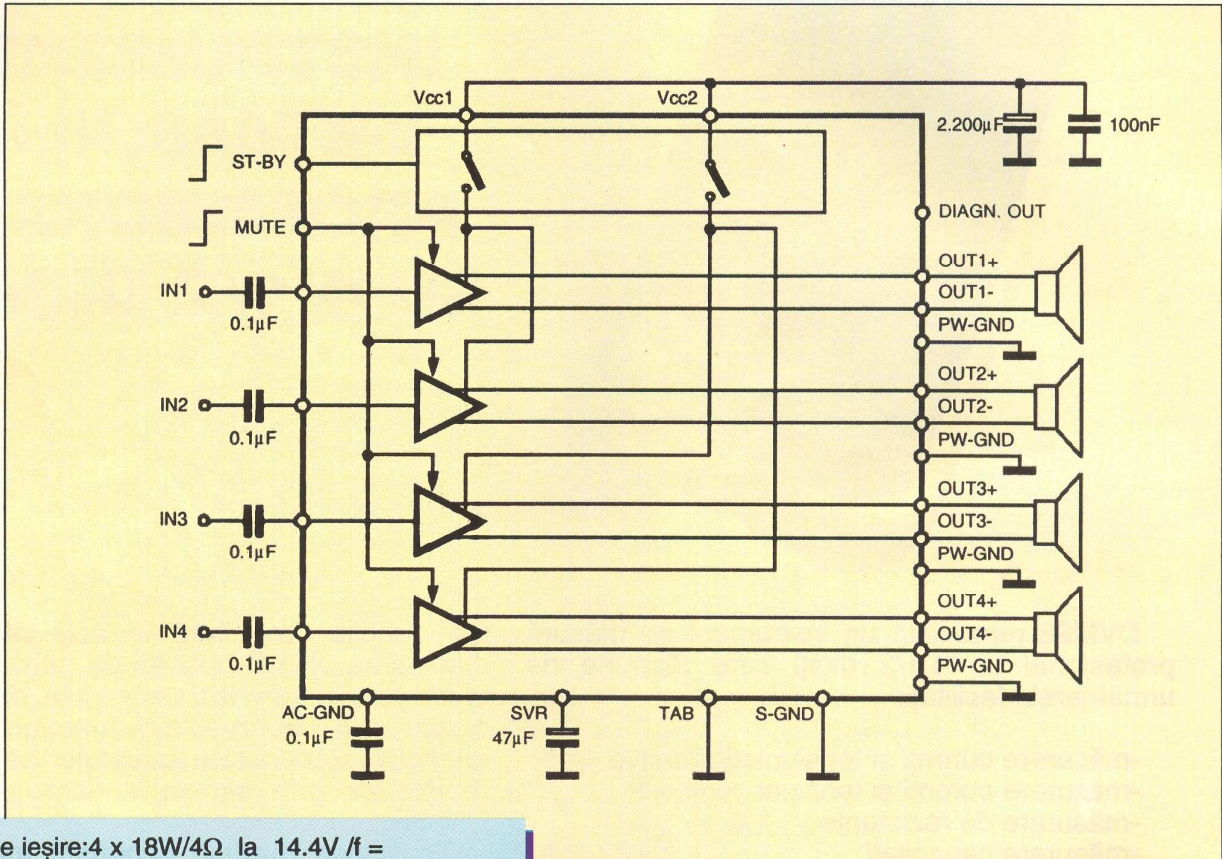 Vcc1
Vcc2
2.200µF
100nF
ST-BY
DIAGN. OUT
MUTE
OUT1+
IN1
OUT1-
0.1µF
PW-GND
OUT2+
IN2
OUT2-
0.1µF
PW-GND
OUT3+
IN3
OUT3-
0.1µF
PW-GND
OUT4+
IN4
OUT4-
0.1µF
PW-GND
AC-GND
SVR
TAB
S-GND
0.1µF
47µF
e ieșire:4 x 18W/4Ω la 14.4V /f =